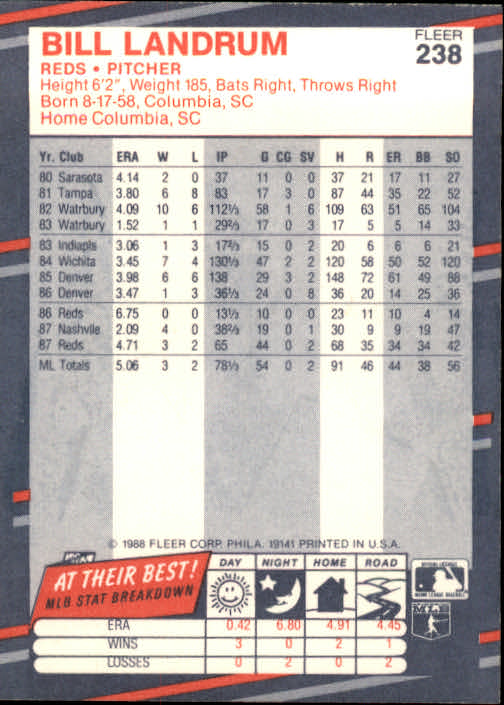 BILL LANDRUM
FLEER
238
REDS • PITCHER
Height 6'2", Weight 185, Bats Right, Throws Right
Born 8-17-58, Columbia, SC
Home Columbia, SC
Yr. Club ERA W L IP G CG SV H R ER BB SO
80 Sarasota 4.14 2 0 37 11 0 0 37 21 17 11 27
81 Tampa 3.80 6 8 83 17 3 0 87 44 35 22 52
82 Watrbury 4.09 10 6 112⅓ 58 1 6 109 63 51 65 104
83 Watrbury 1.52 1 1 29⅔ 17 0 3 17 5 5 14 33
83 Indiapls 3.06 1 3 17⅔ 15 0 0 20 6 6 6 21
84 Wichita 3.45 7 4 130⅓ 47 2 2 120 58 50 52 120
85 Denver 3.98 6 6 138 29 3 2 148 72 61 49 88
86 Denver 3.47 1 3 36⅓ 24 0 8 36 20 14 25 36
86 Reds 6.75 0 0 13⅓ 10 0 0 23 11 10 4 14
87 Nashvile 2.09 4 0 38⅔ 19 0 1 30 9 9 19 47
87 Reds 4.71 3 2 65 44 0 2 68 35 34 34 42
ML Totals 5.06 3 2 78⅓ 54 0 2 91 46 44 38 56
© 1988 FLEER CORP. PHILA. 19141 PRINTED IN U.S.A.
AT THEIR BEST!
MLB STAT BREAKDOWN
DAY NIGHT HOME ROAD
ERA 0.42 6.80 4.91 4.45
WINS 3 0 2 1
LOSSES 0 2 0 2